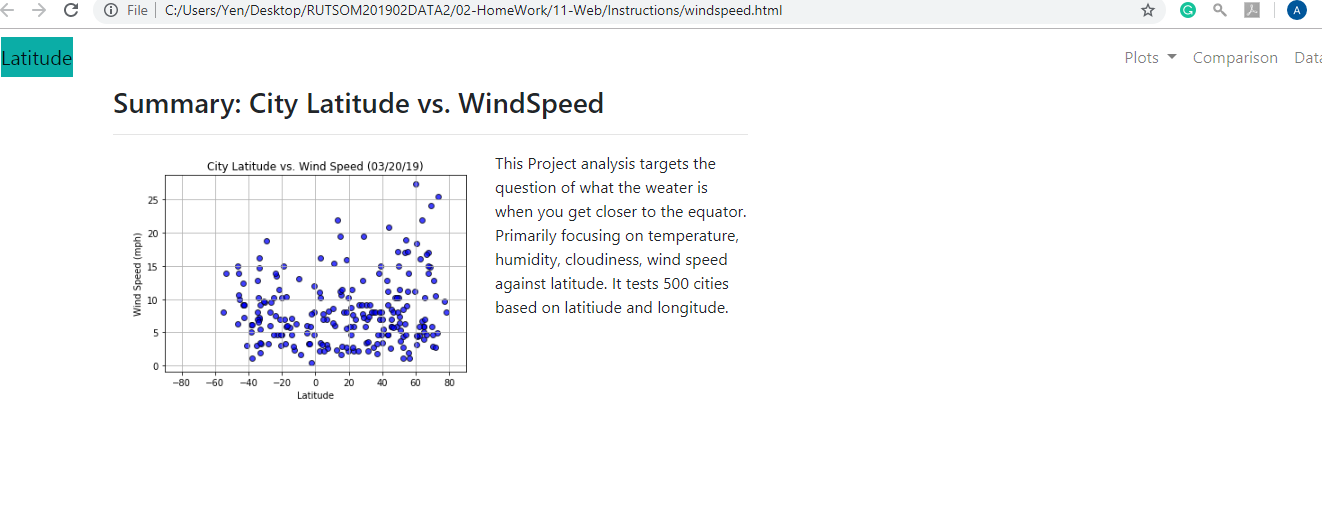 File C:/Users/Yen/Desktop/RUTSOM201902DATA2/02-HomeWork/11-Web/Instructions/windspeed.html
A
Latitude
Plots
Comparison
Data
Summary: City Latitude vs. WindSpeed
City Latitude vs. Wind Speed (03/20/19)
Wind Speed (mph)
25
20
15
10
5
0
−80 −60 −40 −20 0 20 40 60 80
Latitude
This Project analysis targets the
question of what the weater is
when you get closer to the equator.
Primarily focusing on temperature,
humidity, cloudiness, wind speed
against latitude. It tests 500 cities
based on latitiude and longitude.